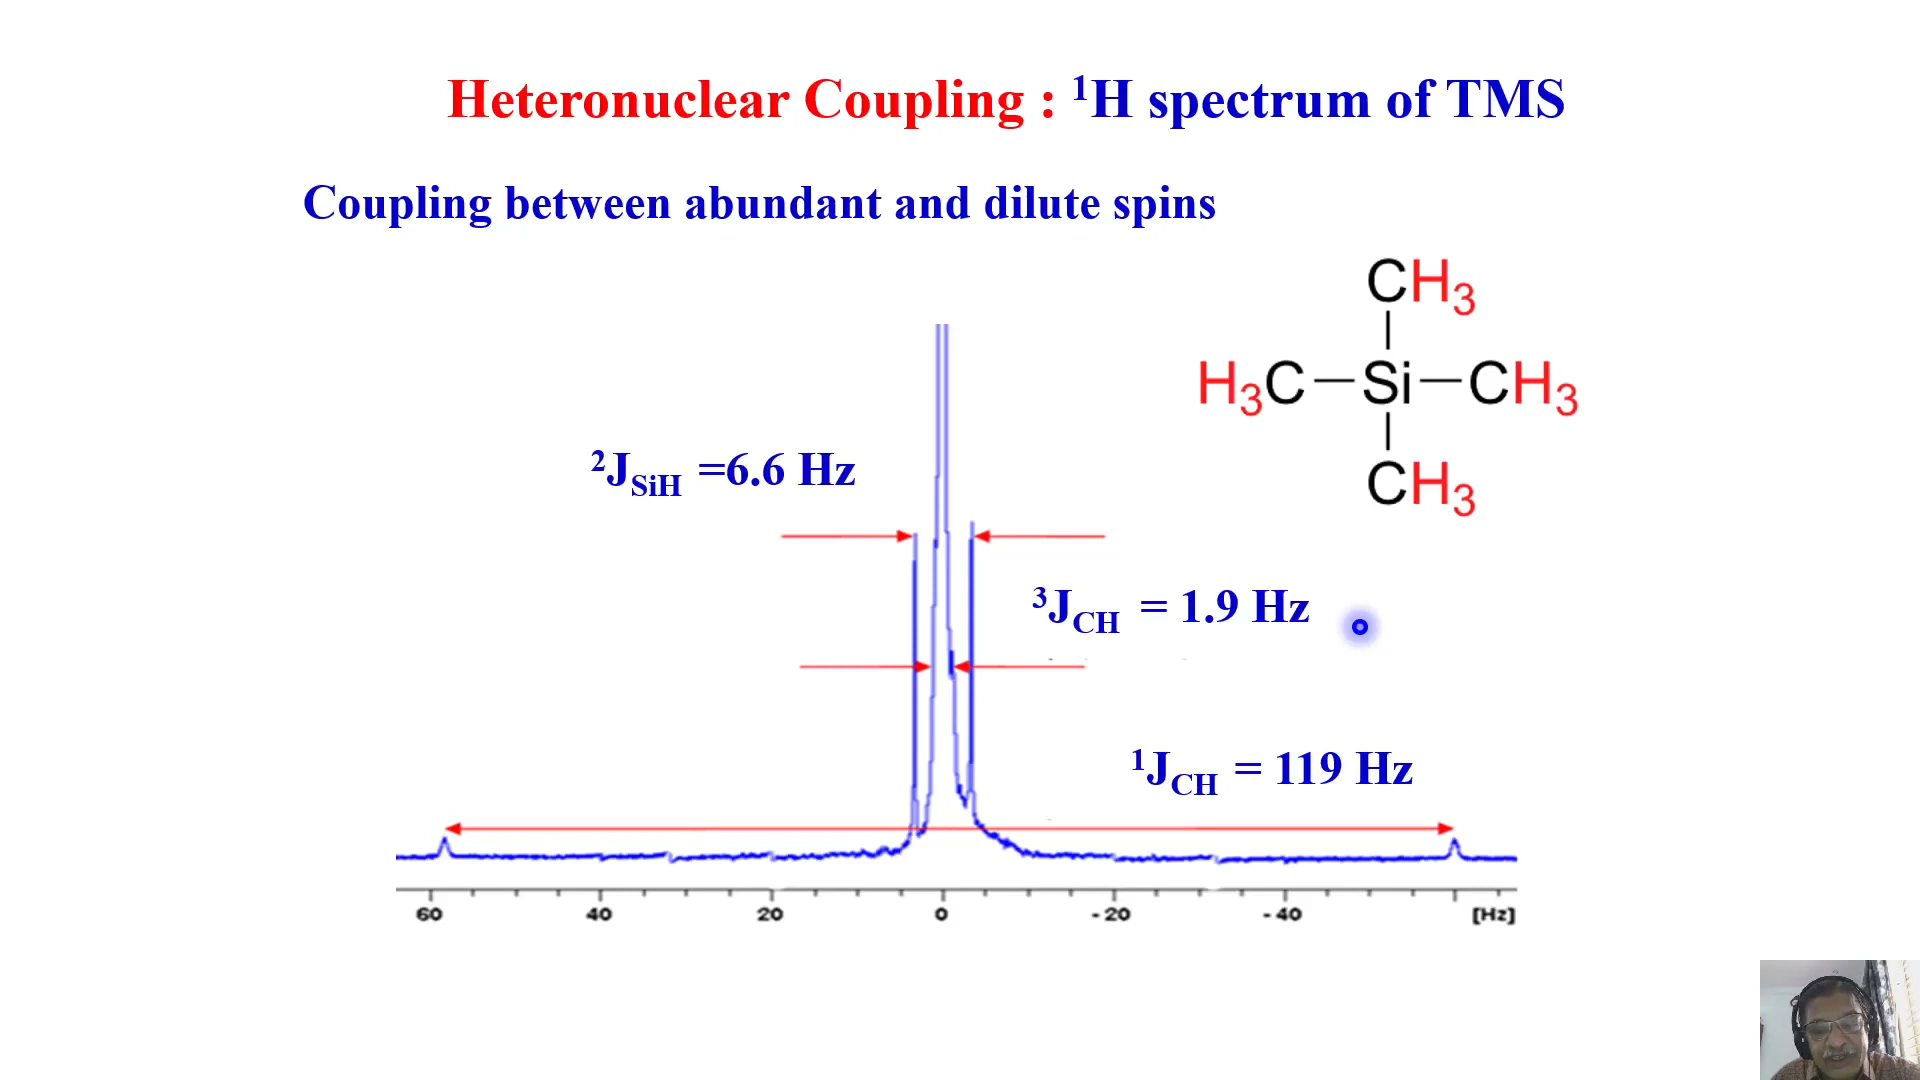 Heteronuclear Coupling : ¹H spectrum of TMS
Coupling between abundant and dilute spins
CH₃
H₃C—Si—CH₃
CH₃
²J_SiH =6.6 Hz
³J_CH = 1.9 Hz
¹J_CH = 119 Hz
60 40 20 0 -20 -40 [Hz]